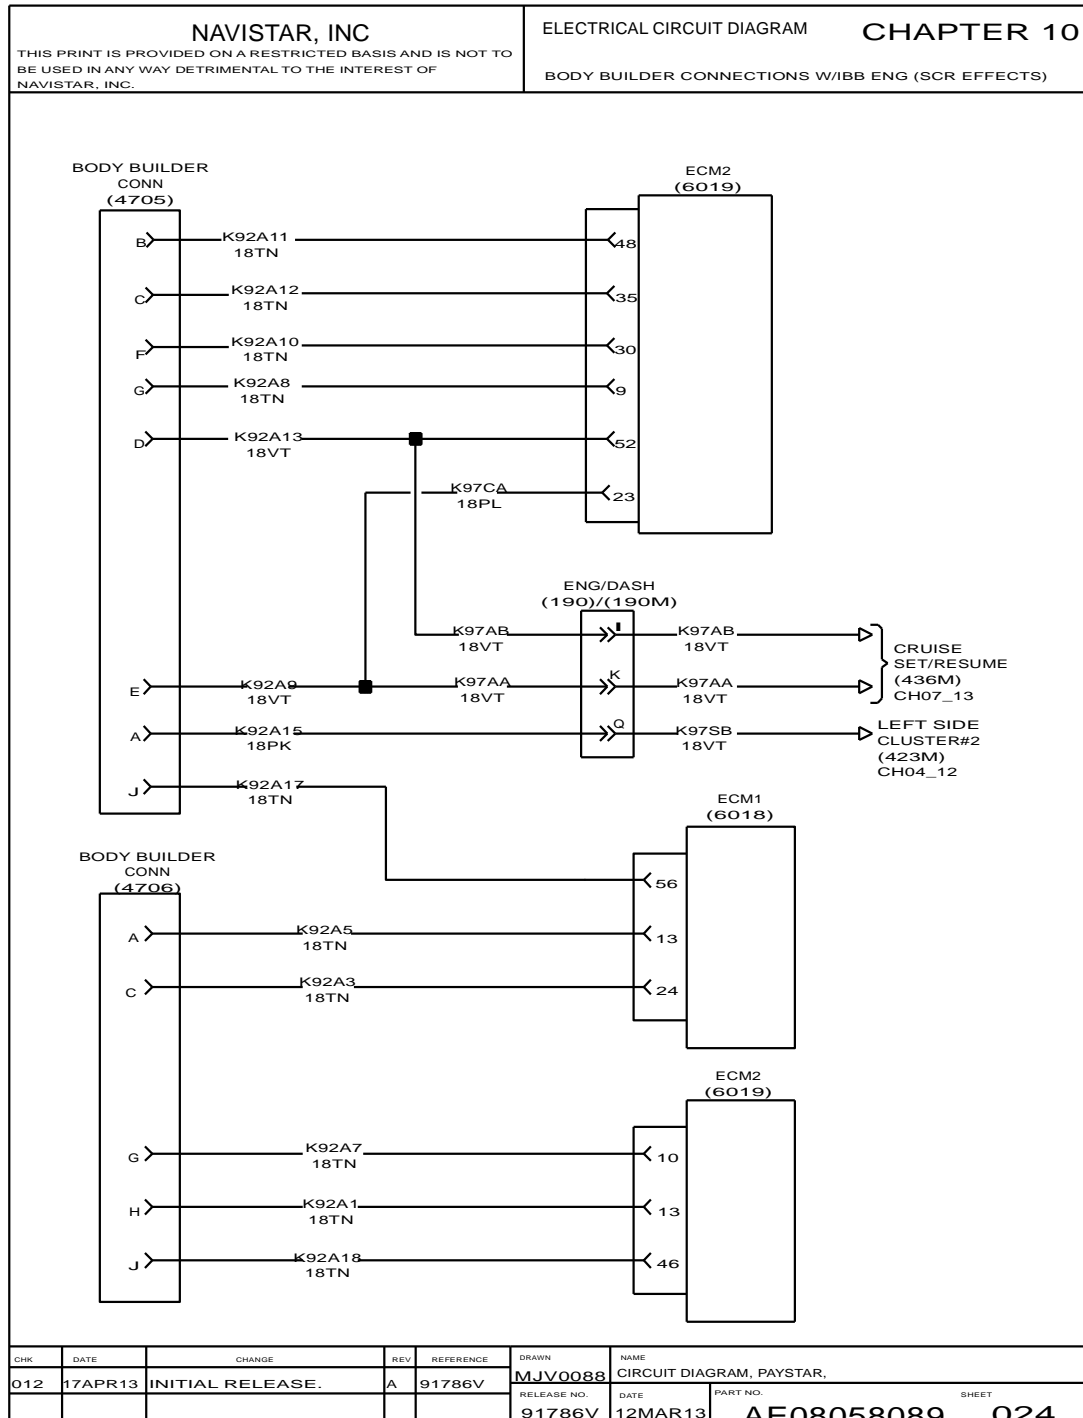 NAVISTAR, INC
THIS PRINT IS PROVIDED ON A RESTRICTED BASIS AND IS NOT TO
BE USED IN ANY WAY DETRIMENTAL TO THE INTEREST OF
NAVISTAR, INC.
ELECTRICAL CIRCUIT DIAGRAM
CHAPTER 10
BODY BUILDER CONNECTIONS W/IBB ENG (SCR EFFECTS)
BODY BUILDER
CONN
(4705)
ECM2
(6019)
B
K92A11
18TN
48
C
K92A12
18TN
35
F
K92A10
18TN
30
G
K92A8
18TN
9
D
K92A13
18VT
52
K97CA
18PL
23
ENG/DASH
(190)/(190M)
K97AB
18VT
K97AB
18VT
E
K92A9
18VT
K97AA
18VT
K
K97AA
18VT
CRUISE
SET/RESUME
(436M)
CH07_13
A
K92A15
18PK
Q
K97SB
18VT
LEFT SIDE
CLUSTER#2
(423M)
CH04_12
J
K92A17
18TN
ECM1
(6018)
56
BODY BUILDER
CONN
(4706)
A
K92A5
18TN
13
C
K92A3
18TN
24
ECM2
(6019)
G
K92A7
18TN
10
H
K92A1
18TN
13
J
K92A18
18TN
46
CHK DATE CHANGE REV REFERENCE
012 17APR13 INITIAL RELEASE. A 91786V
DRAWN
MJV0088
NAME
CIRCUIT DIAGRAM, PAYSTAR,
RELEASE NO.
91786V
DATE
12MAR13
PART NO.
AE08058089
SHEET
024